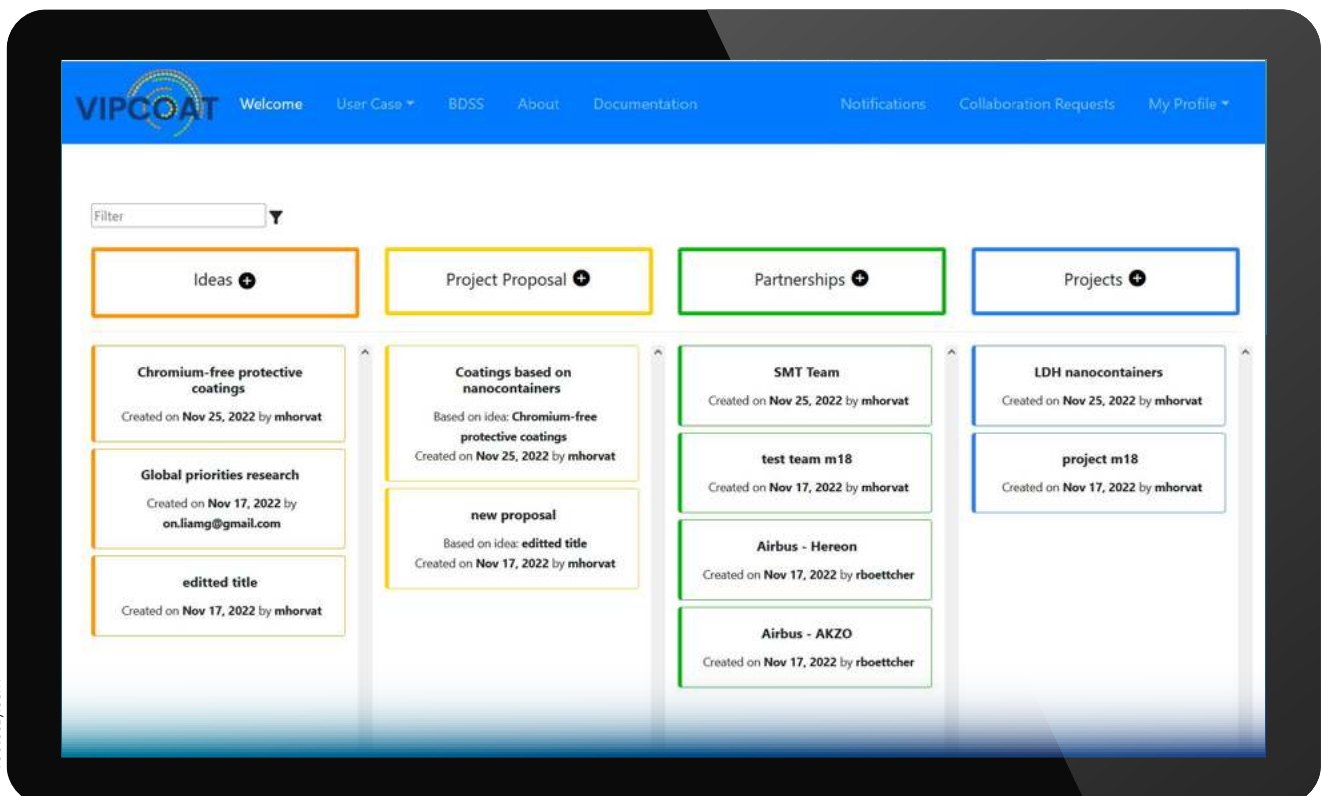 VIPCOAT
Welcome
User Case
BDSS
About
Documentation
Notifications
Collaboration Requests
My Profile
Filter
Ideas
Project Proposal
Partnerships
Projects
Chromium-free protective
coatings
Created on Nov 25, 2022 by mhorvat
Global priorities research
Created on Nov 17, 2022 by
on.liamg@gmail.com
editted title
Created on Nov 17, 2022 by mhorvat
Coatings based on
nanocontainers
Based on idea: Chromium-free
protective coatings
Created on Nov 25, 2022 by mhorvat
new proposal
Based on idea: editted title
Created on Nov 17, 2022 by mhorvat
SMT Team
Created on Nov 25, 2022 by mhorvat
test team m18
Created on Nov 17, 2022 by mhorvat
Airbus - Hereon
Created on Nov 17, 2022 by rboettcher
Airbus - AKZO
Created on Nov 17, 2022 by rboettcher
LDH nanocontainers
Created on Nov 25, 2022 by mhorvat
project m18
Created on Nov 17, 2022 by mhorvat